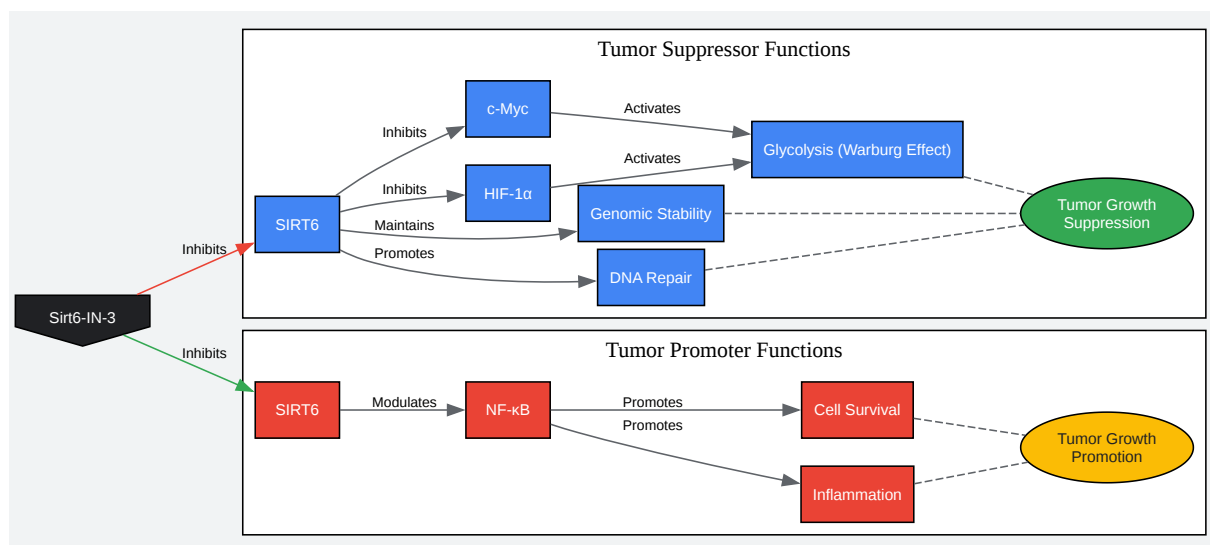 Tumor Suppressor Functions
c-Myc
Activates
Inhibits
Glycolysis (Warburg Effect)
Activates
Inhibits
HIF-1α
Tumor Growth
Suppression
SIRT6
Maintains
Genomic Stability
Inhibits
Promotes
DNA Repair
Sirt6-IN-3
Tumor Promoter Functions
Inhibits
SIRT6
Modulates
NF-κB
Promotes
Cell Survival
Promotes
Tumor Growth
Promotion
Inflammation